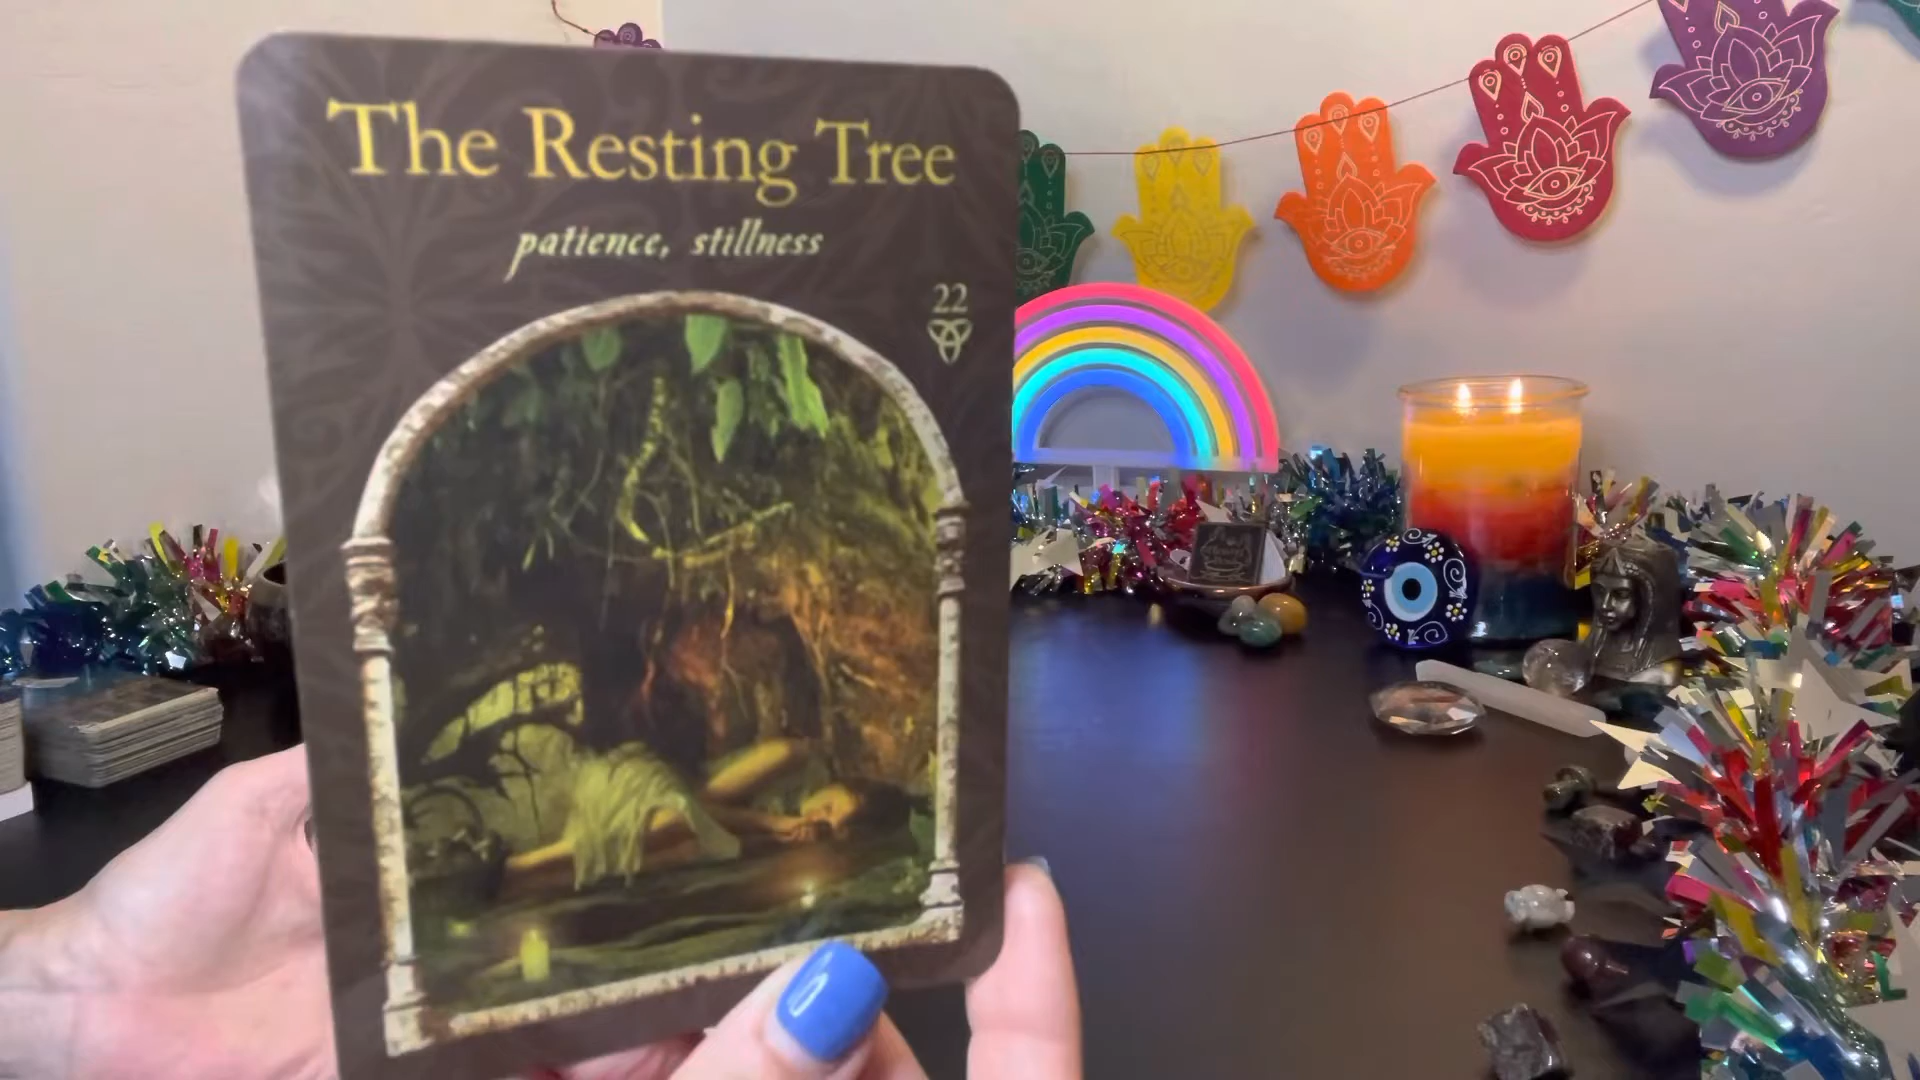 The Resting Tree
patience, stillness
22